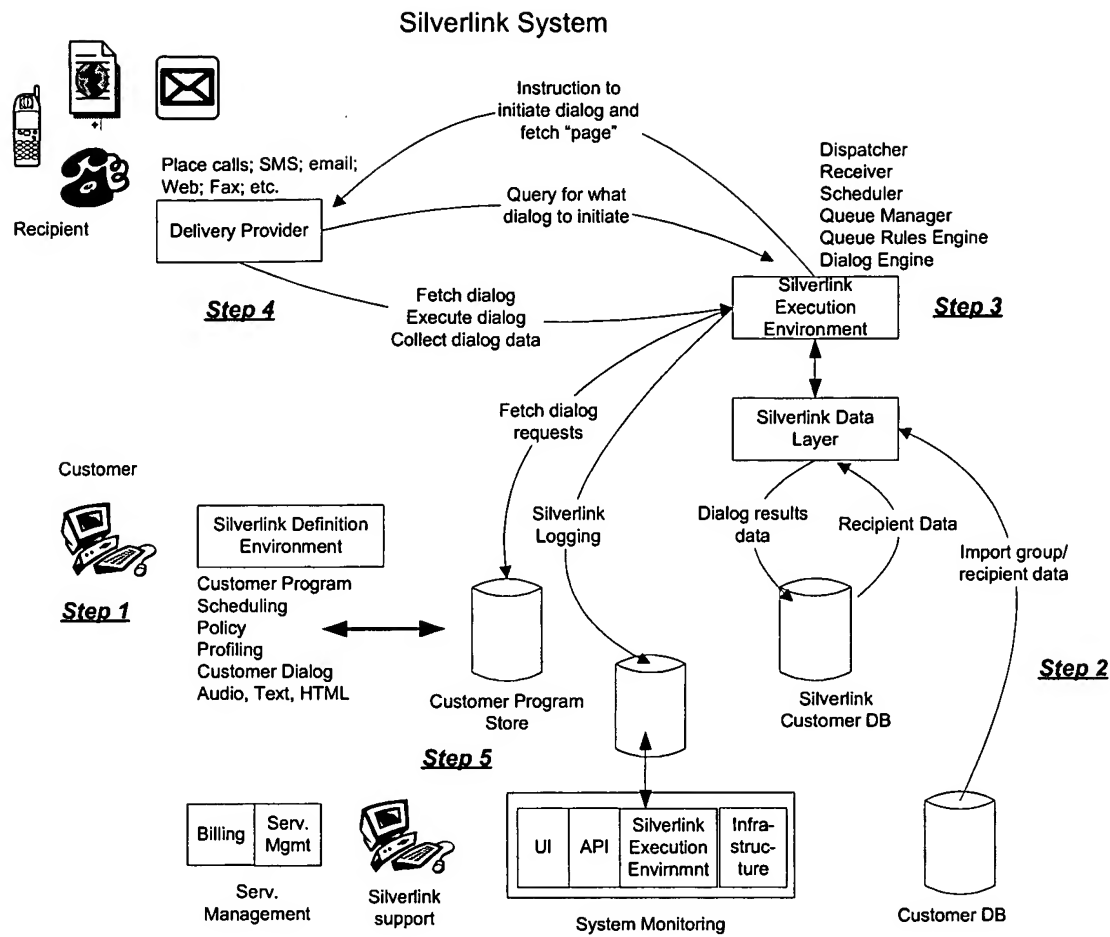 Silverlink System
Instruction to
initiate dialog and
fetch “page”
Place calls; SMS; email;
Web; Fax; etc.
Recipient
Delivery Provider
Query for what
dialog to initiate
Dispatcher
Receiver
Scheduler
Queue Manager
Queue Rules Engine
Dialog Engine
Step 4
Fetch dialog
Execute dialog
Collect dialog data
Silverlink
Execution
Environment
Step 3
Fetch dialog
requests
Silverlink Data
Layer
Customer
Silverlink Definition
Environment
Silverlink
Logging
Dialog results
data
Recipient Data
Import group/
recipient data
Step 1
Customer Program
Scheduling
Policy
Profiling
Customer Dialog
Audio, Text, HTML
Customer Program
Store
Silverlink
Customer DB
Step 2
Step 5
Billing
Serv.
Mgmt
Serv.
Management
Silverlink
support
UI
API
Silverlink
Execution
Envirnmnt
Infra-
struc-
ture
System Monitoring
Customer DB